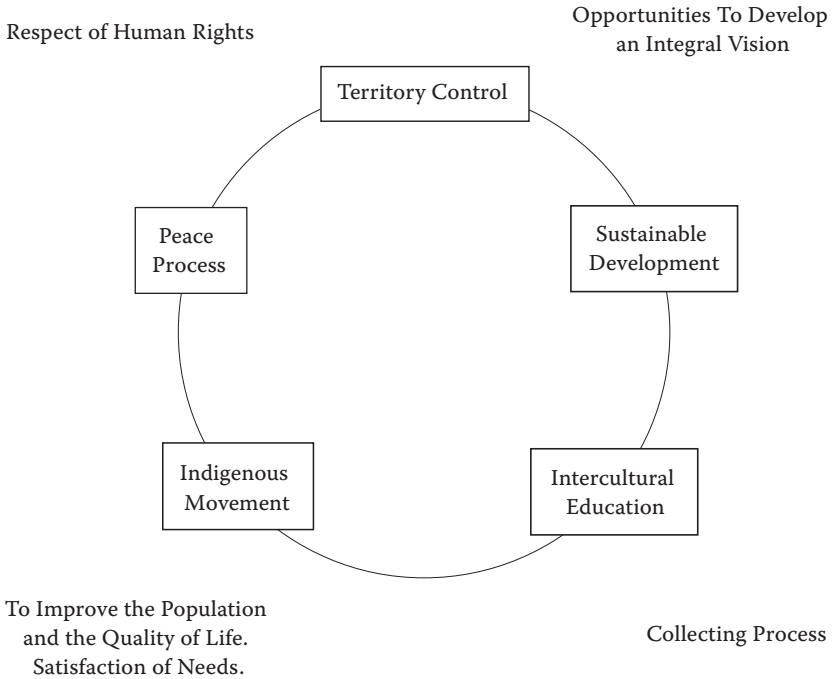 Respect of Human Rights
Opportunities To Develop
an Integral Vision
Territory Control
Peace
Process
Sustainable
Development
Indigenous
Movement
Intercultural
Education
To Improve the Population
and the Quality of Life.
Satisfaction of Needs.
Collecting Process